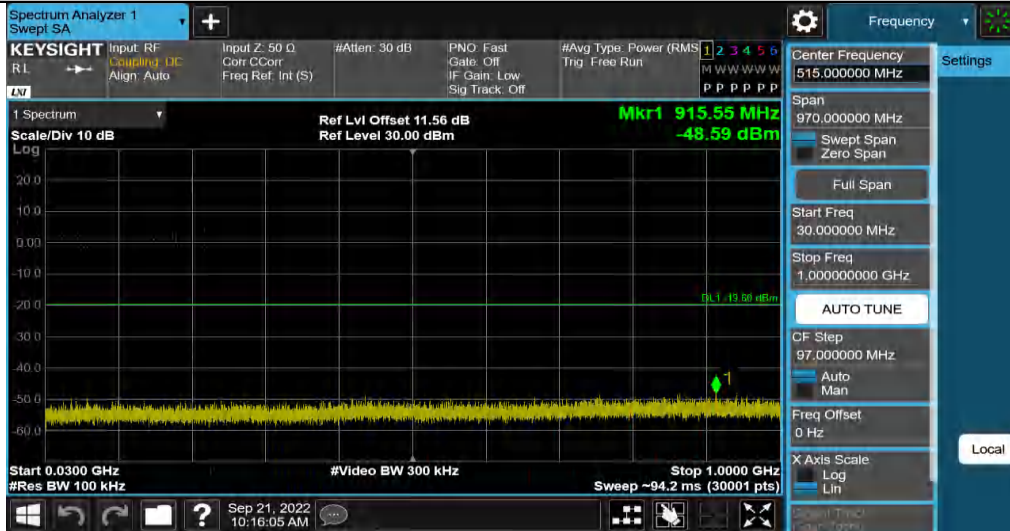 Spectrum Analyzer 1
Swept SA
+
Frequency
KEYSIGHT
RL
LXI
Input: RF
Coupling: DC
Align: Auto
Input Z: 50 Ω
Corr CCorr
Freq Ref: Int (S)
#Atten: 30 dB
PNO: Fast
Gate: Off
IF Gain: Low
Sig Track: Off
#Avg Type: Power (RMS
Trig: Free Run
1 2 3 4 5 6
M W W W W W
P P P P P P
1 Spectrum
Scale/Div 10 dB
Ref Lvl Offset 11.56 dB
Ref Level 30.00 dBm
Mkr1 915.55 MHz
-48.59 dBm
Log
20.0
10.0
0.00
-10.0
-20.0
-30.0
-40.0
-50.0
-60.0
DL1 -19.60 dBm
1
Start 0.0300 GHz
#Res BW 100 kHz
#Video BW 300 kHz
Stop 1.0000 GHz
Sweep ~94.2 ms (30001 pts)
Center Frequency
515.000000 MHz
Span
970.000000 MHz
Swept Span
Zero Span
Full Span
Start Freq
30.000000 MHz
Stop Freq
1.000000000 GHz
AUTO TUNE
CF Step
97.000000 MHz
Auto
Man
Freq Offset
0 Hz
X Axis Scale
Log
Lin
Settings
Local
?
Sep 21, 2022
10:16:05 AM